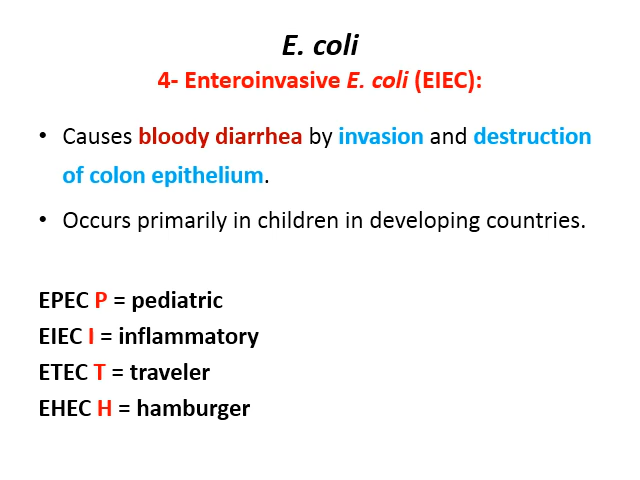 E. coli
4- Enteroinvasive E. coli (EIEC):
• Causes bloody diarrhea by invasion and destruction
of colon epithelium.
• Occurs primarily in children in developing countries.
EPEC P = pediatric
EIEC I = inflammatory
ETEC T = traveler
EHEC H = hamburger